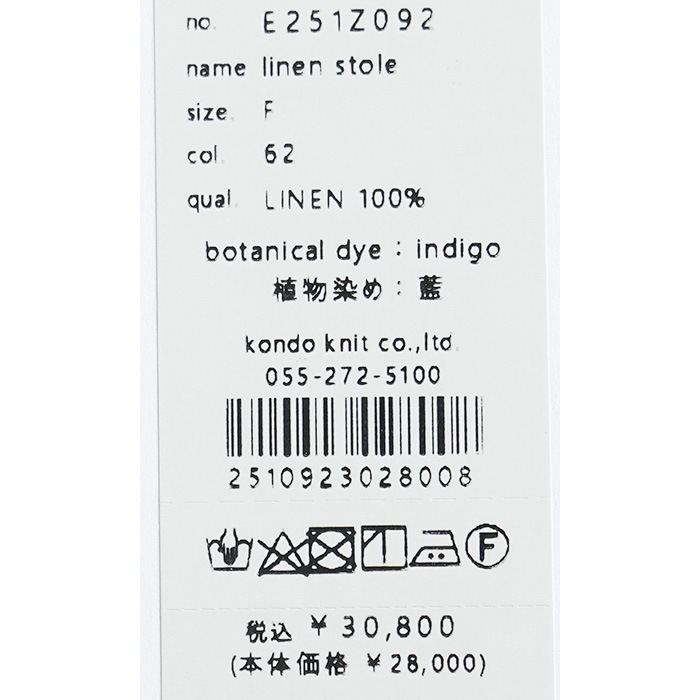 no. E251Z092
name linen stole
size. F
col. 62
qual. LINEN 100%
botanical dye : indigo
植物染め : 藍
kondo knit co.,ltd.
055-272-5100
2510923028008
F
税込 ¥30,800
(本体価格 ¥28,000)